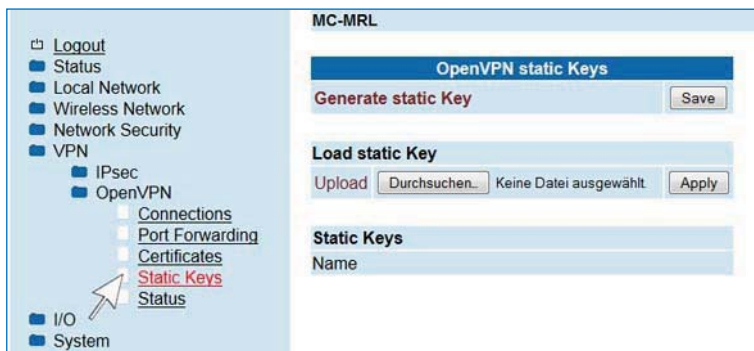 Logout
Status
Local Network
Wireless Network
Network Security
VPN
IPsec
OpenVPN
Connections
Port Forwarding
Certificates
Static Keys
Status
I/O
System
MC-MRL
OpenVPN static Keys
Generate static Key Save
Load static Key
Upload Durchsuchen.. Keine Datei ausgewählt. Apply
Static Keys
Name